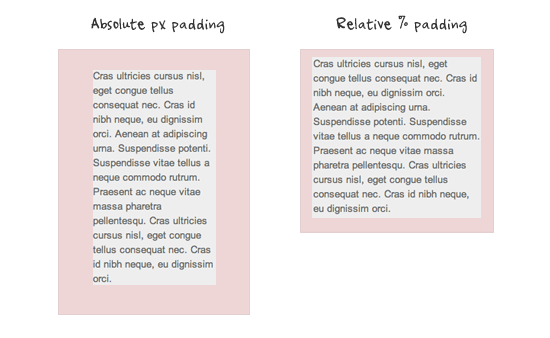 Absolute px padding
Cras ultricies cursus nisl,
eget congue tellus
consequat nec. Cras id
nibh neque, eu dignissim
orci. Aenean at adipiscing
urna. Suspendisse potenti.
Suspendisse vitae tellus a
neque commodo rutrum.
Praesent ac neque vitae
massa pharetra
pellentesqu. Cras ultricies
cursus nisl, eget congue
tellus consequat nec. Cras
id nibh neque, eu dignissim
orci.
Relative % padding
Cras ultricies cursus nisl, eget
congue tellus consequat nec. Cras id
nibh neque, eu dignissim orci.
Aenean at adipiscing urna.
Suspendisse potenti. Suspendisse
vitae tellus a neque commodo rutrum.
Praesent ac neque vitae massa
pharetra pellentesqu. Cras ultricies
cursus nisl, eget congue tellus
consequat nec. Cras id nibh neque,
eu dignissim orci.